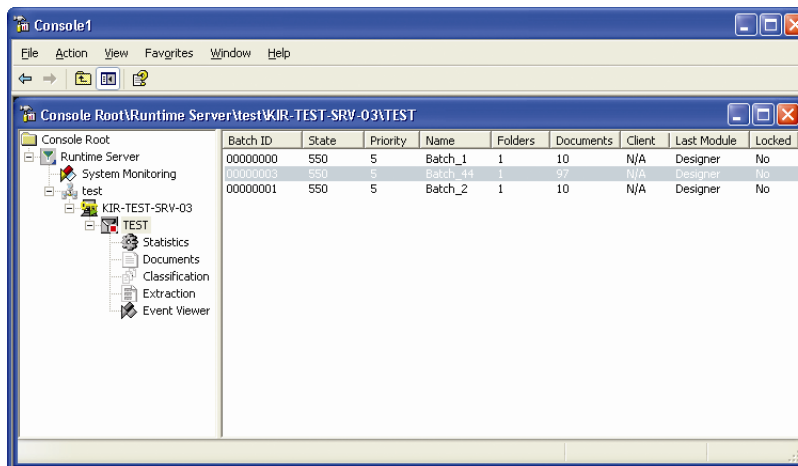 Console1
File Action View Favorites Window Help
Console Root\Runtime Server\test\KIR-TEST-SRV-03\TEST
Console Root
Runtime Server
System Monitoring
test
KIR-TEST-SRV-03
TEST
Statistics
Documents
Classification
Extraction
Event Viewer
Batch ID State Priority Name Folders Documents Client Last Module Locked
00000000 550 5 Batch_1 1 10 N/A Designer No
00000003 550 5 Batch_44 1 97 N/A Designer No
00000001 550 5 Batch_2 1 10 N/A Designer No